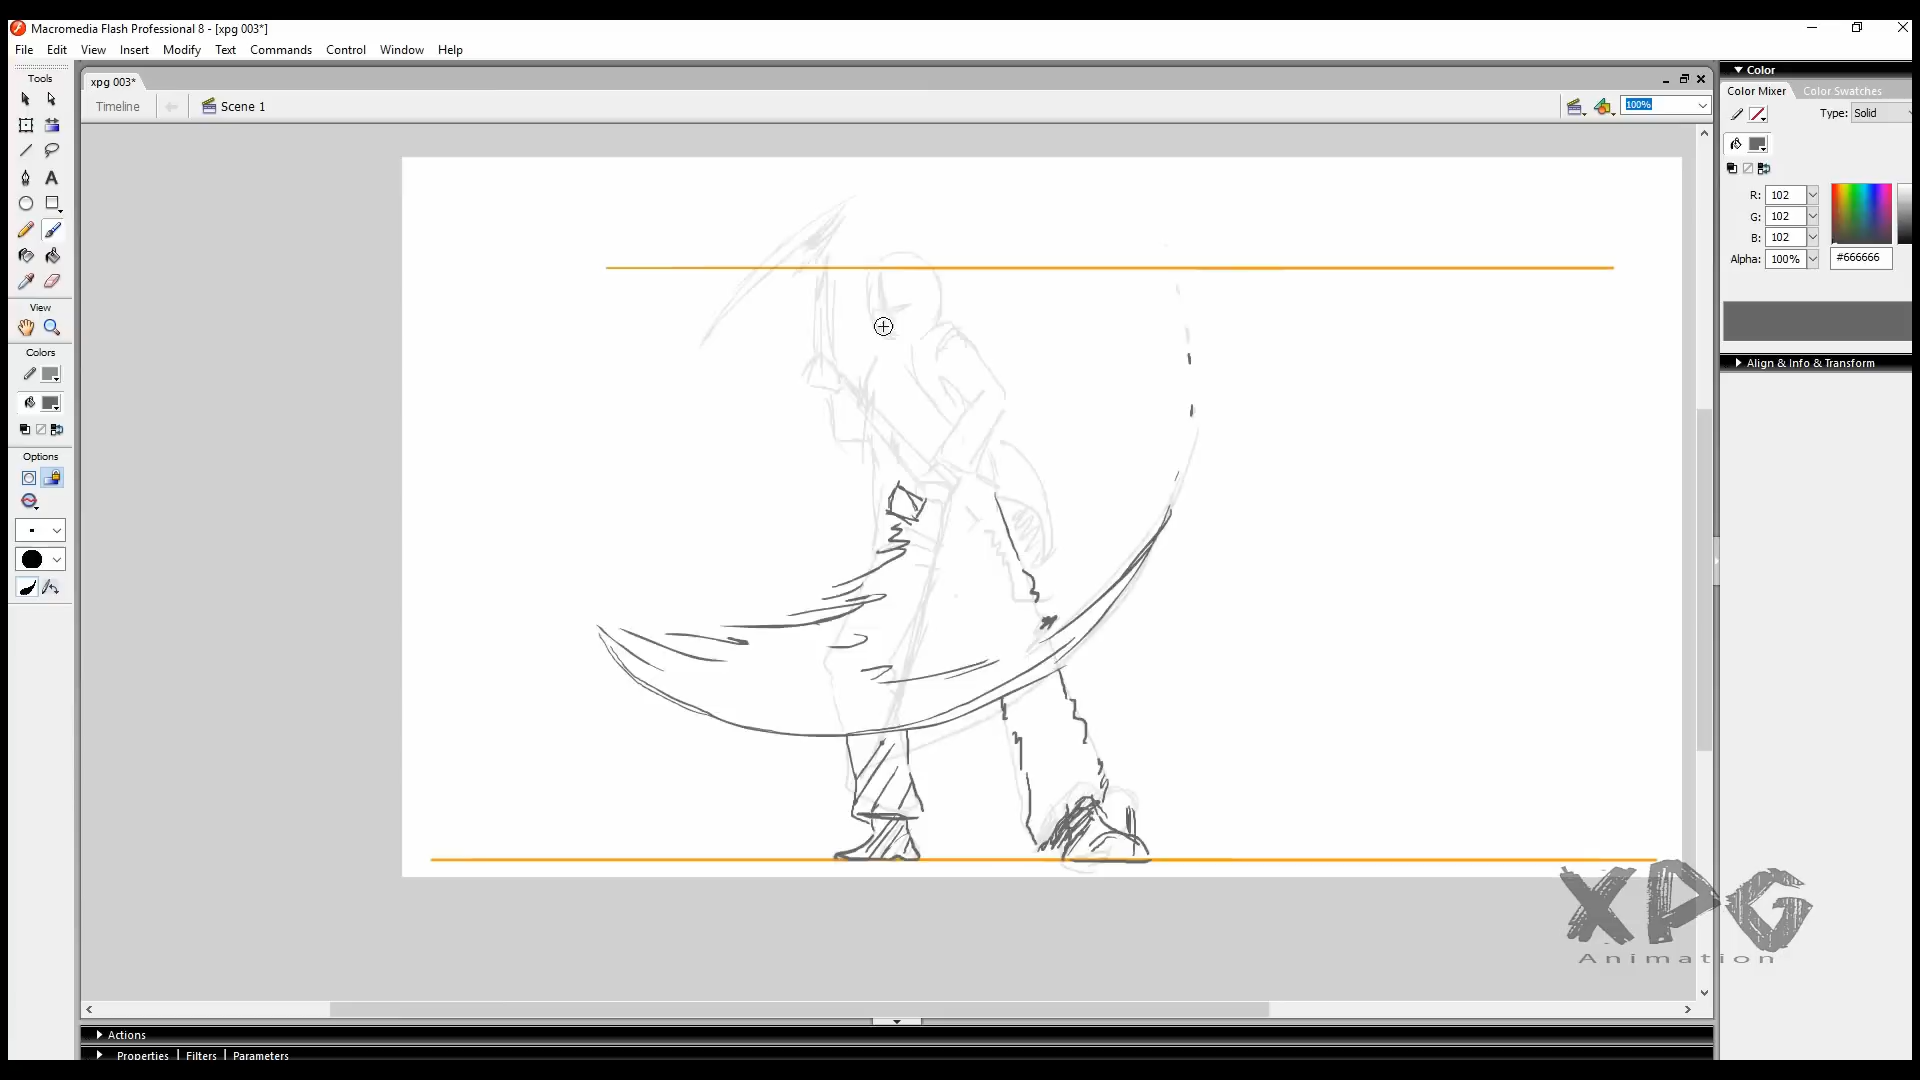 Macromedia Flash Professional 8 - [xpg 003*]
File Edit View Insert Modify Text Commands Control Window Help
Tools
xpg 003*
Timeline
Scene 1
100%
Color
Color Mixer
Color Swatches
Type: Solid
R: 102
G: 102
B: 102
Alpha: 100%
#666666
Align & Info & Transform
A
View
Colors
Options
XPG
Animation
Actions
Properties | Filters | Parameters